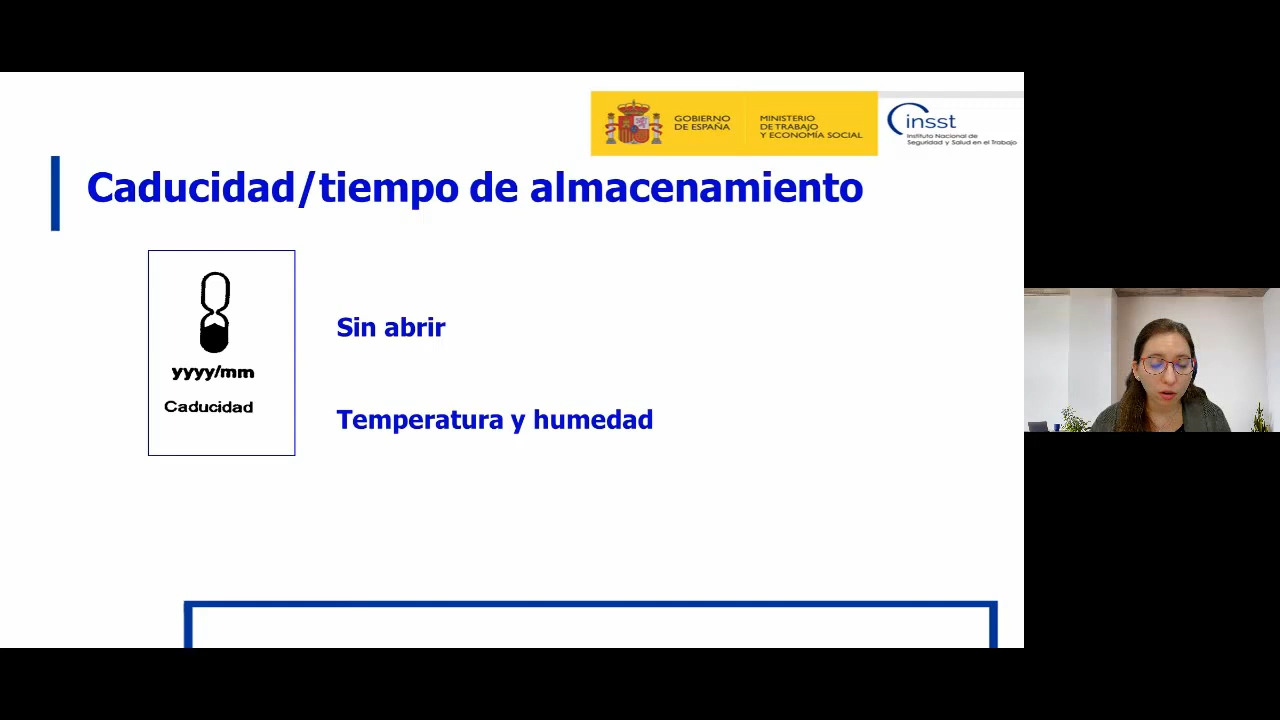 GOBIERNO
DE ESPAÑA
MINISTERIO
DE TRABAJO
Y ECONOMÍA SOCIAL
insst
Instituto Nacional de
Seguridad y Salud en el Trabajo
Caducidad/tiempo de almacenamiento
yyyy/mm
Caducidad
Sin abrir
Temperatura y humedad